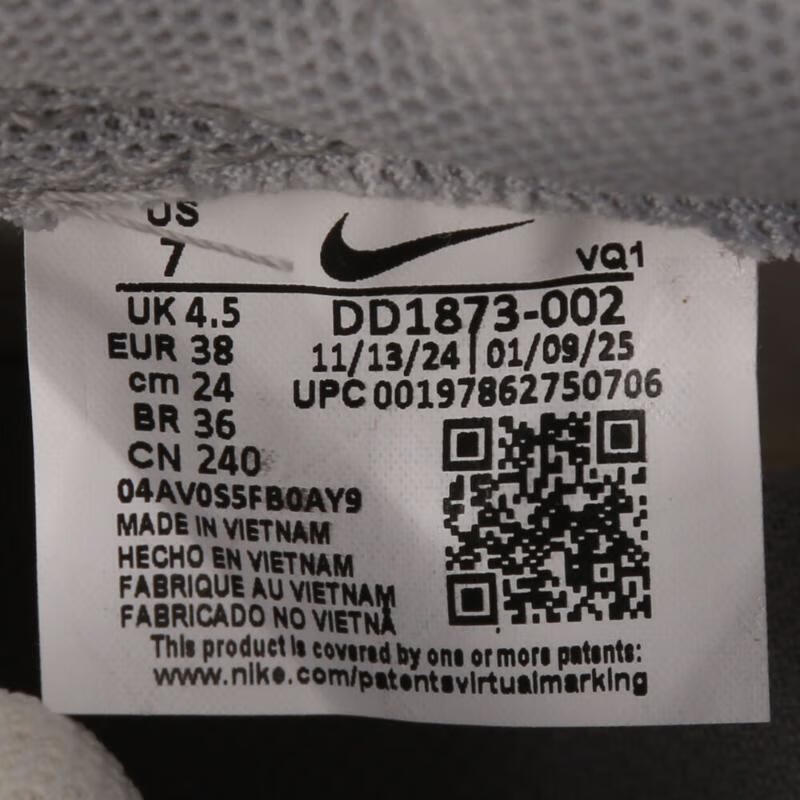 US
7
VQ1
UK 4.5
DD1873-002
EUR 38
11/13/24 | 01/09/25
cm 24
UPC 00197862750706
BR 36
CN 240
04AV0S5FB0AY9
MADE IN VIETNAM
HECHO EN VIETNAM
FABRIQUE AU VIETNAM
FABRICADO NO VIETNÃ
This product is covered by one or more patents:
www.nike.com/patentsvirtualmarking